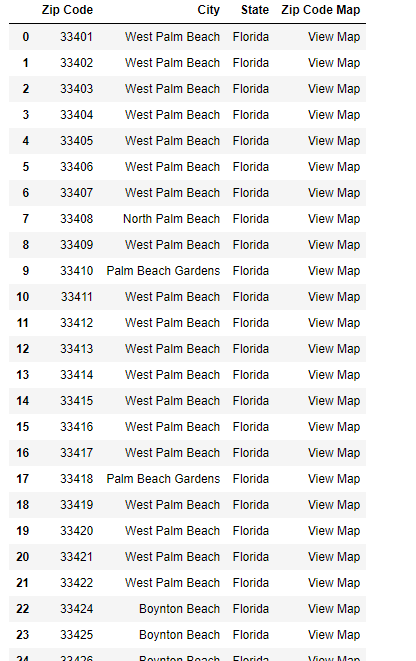 Zip Code City State Zip Code Map
0 33401 West Palm Beach Florida View Map
1 33402 West Palm Beach Florida View Map
2 33403 West Palm Beach Florida View Map
3 33404 West Palm Beach Florida View Map
4 33405 West Palm Beach Florida View Map
5 33406 West Palm Beach Florida View Map
6 33407 West Palm Beach Florida View Map
7 33408 North Palm Beach Florida View Map
8 33409 West Palm Beach Florida View Map
9 33410 Palm Beach Gardens Florida View Map
10 33411 West Palm Beach Florida View Map
11 33412 West Palm Beach Florida View Map
12 33413 West Palm Beach Florida View Map
13 33414 West Palm Beach Florida View Map
14 33415 West Palm Beach Florida View Map
15 33416 West Palm Beach Florida View Map
16 33417 West Palm Beach Florida View Map
17 33418 Palm Beach Gardens Florida View Map
18 33419 West Palm Beach Florida View Map
19 33420 West Palm Beach Florida View Map
20 33421 West Palm Beach Florida View Map
21 33422 West Palm Beach Florida View Map
22 33424 Boynton Beach Florida View Map
23 33425 Boynton Beach Florida View Map
24 33426 Boynton Beach Florida View Map